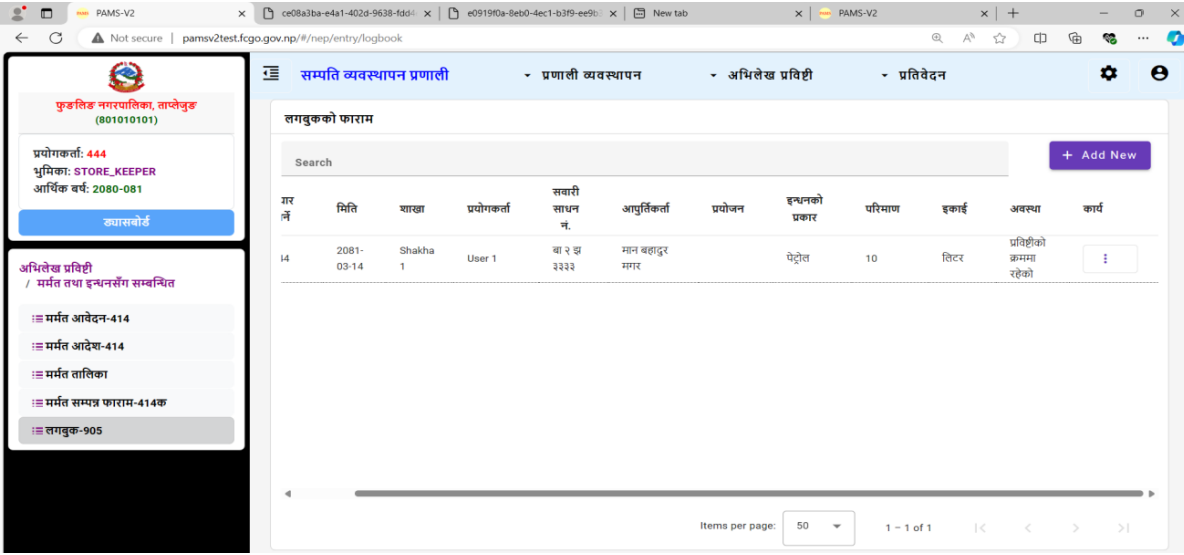 PAMS-V2
ce08a3ba-e4a1-402d-9638-fdd4
e0919f0a-8eb0-4ec1-b3f9-ee9b
New tab
PAMS-V2
Not secure | pamsv2test.fcgo.gov.np/#/nep/entry/logbook
फुङलिङ नगरपालिका, ताप्लेजुङ
(801010101)
प्रयोगकर्ता: 444
भुमिका: STORE_KEEPER
आर्थिक बर्ष: 2080-081
ड्यासबोर्ड
अभिलेख प्रविष्टी
/ मर्मत तथा इन्धनसँग सम्बन्धित
मर्मत आवेदन-414
मर्मत आदेश-414
मर्मत तालिका
मर्मत सम्पन्न फाराम-414क
लगबुक-905
सम्पति व्यवस्थापन प्रणाली
प्रणाली व्यवस्थापन
अभिलेख प्रविष्टी
प्रतिवेदन
लगबुकको फाराम
Search
+ Add New
मिति शाखा प्रयोगकर्ता सवारी साधन नं. आपुर्तिकर्ता प्रयोजन इन्धनको प्रकार परिमाण इकाई अवस्था कार्य
2081-03-14 Shakha 1 User 1 बा २ झ ३३३३ मान बहादुर मगर पेट्रोल 10 लिटर प्रविष्टीको क्रममा रहेको
Items per page: 50 1 – 1 of 1